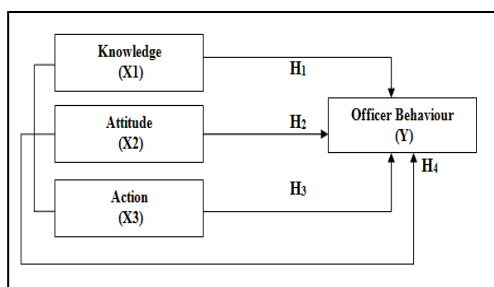 Knowledge
(X1)
H1
Attitude
(X2)
H2
Officer Behaviour
(Y)
H4
Action
(X3)
H3